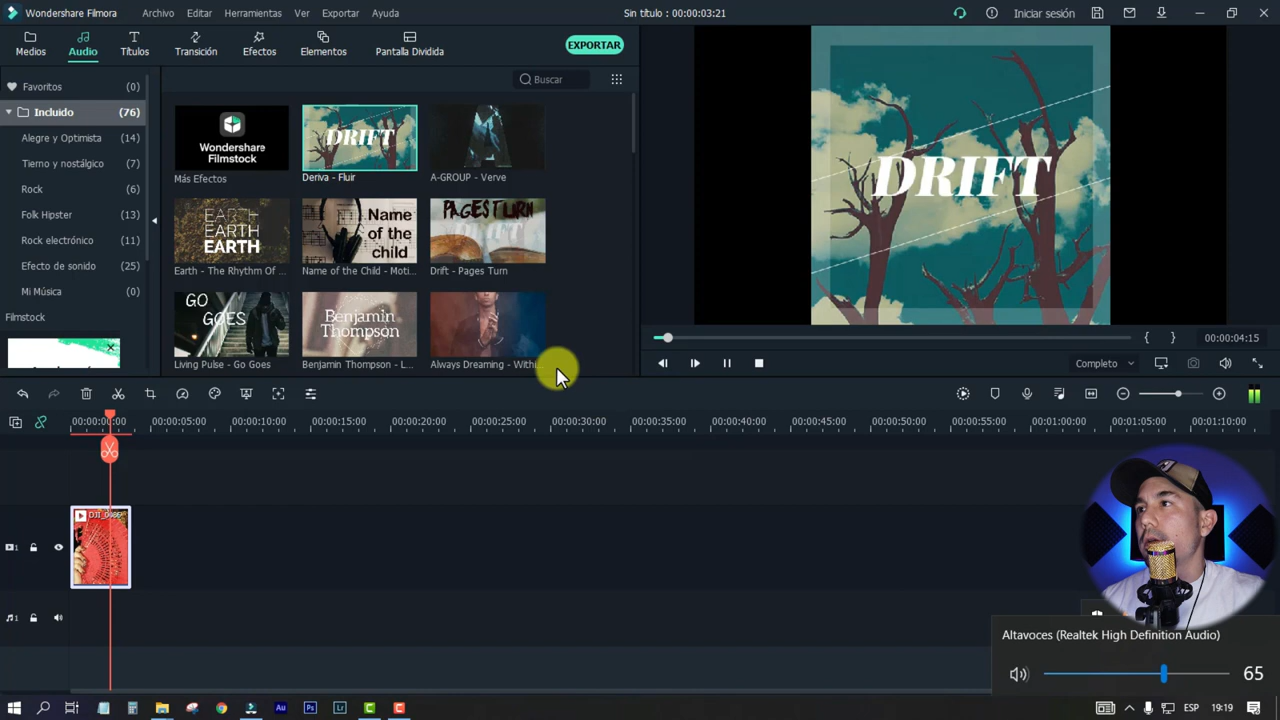 Wondershare Filmora
Archivo Editar Herramientas Ver Exportar Ayuda
Sin título : 00:00:03:21
Iniciar sesión
Medios Audio Títulos Transición Efectos Elementos Pantalla Dividida
EXPORTAR
Buscar
Favoritos (0)
Incluido (76)
Alegre y Optimista (14)
Tierno y nostálgico (7)
Rock (6)
Folk Hipster (13)
Rock electrónico (11)
Efecto de sonido (25)
Mi Música (0)
Filmstock
Wondershare
Filmstock
Más Efectos
DRIFT
Deriva - Fluir
A-GROUP - Verve
EARTH
EARTH
EARTH
Earth - The Rhythm Of ...
Name
of the
child
Name of the Child - Moti...
PAGES TURN
DRIFT
Drift - Pages Turn
GO
GOES
Living Pulse - Go Goes
Benjamin
Thompson
Benjamin Thompson - L...
Always Dreaming - Withi...
DRIFT
00:00:04:15
Completo
00:00:00:00 00:00:05:00 00:00:10:00 00:00:15:00 00:00:20:00 00:00:25:00 00:00:30:00 00:00:35:00 00:00:40:00 00:00:45:00 00:00:50:00 00:00:55:00 00:01:00:00 00:01:05:00 00:01:10:00
1
1
Altavoces (Realtek High Definition Audio)
65
Au Ps Lr C C
ESP 19:19